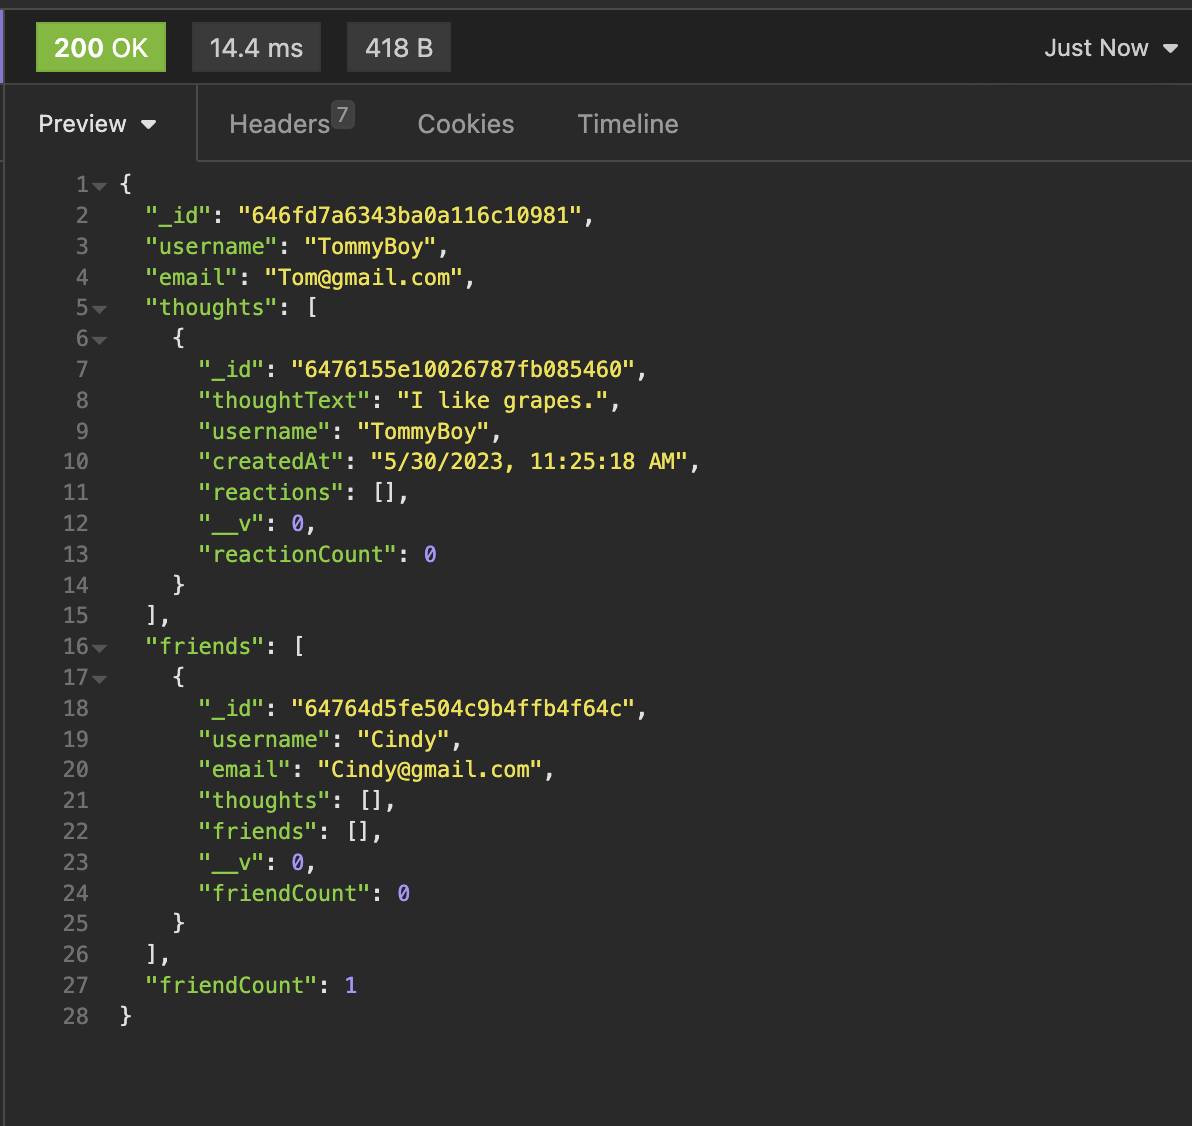 200 OK 14.4 ms 418 B Just Now
Preview Headers 7 Cookies Timeline
1 {
2 "_id": "646fd7a6343ba0a116c10981",
3 "username": "TommyBoy",
4 "email": "Tom@gmail.com",
5 "thoughts": [
6 {
7 "_id": "6476155e10026787fb085460",
8 "thoughtText": "I like grapes.",
9 "username": "TommyBoy",
10 "createdAt": "5/30/2023, 11:25:18 AM",
11 "reactions": [],
12 "__v": 0,
13 "reactionCount": 0
14 }
15 ],
16 "friends": [
17 {
18 "_id": "64764d5fe504c9b4ffb4f64c",
19 "username": "Cindy",
20 "email": "Cindy@gmail.com",
21 "thoughts": [],
22 "friends": [],
23 "__v": 0,
24 "friendCount": 0
25 }
26 ],
27 "friendCount": 1
28 }